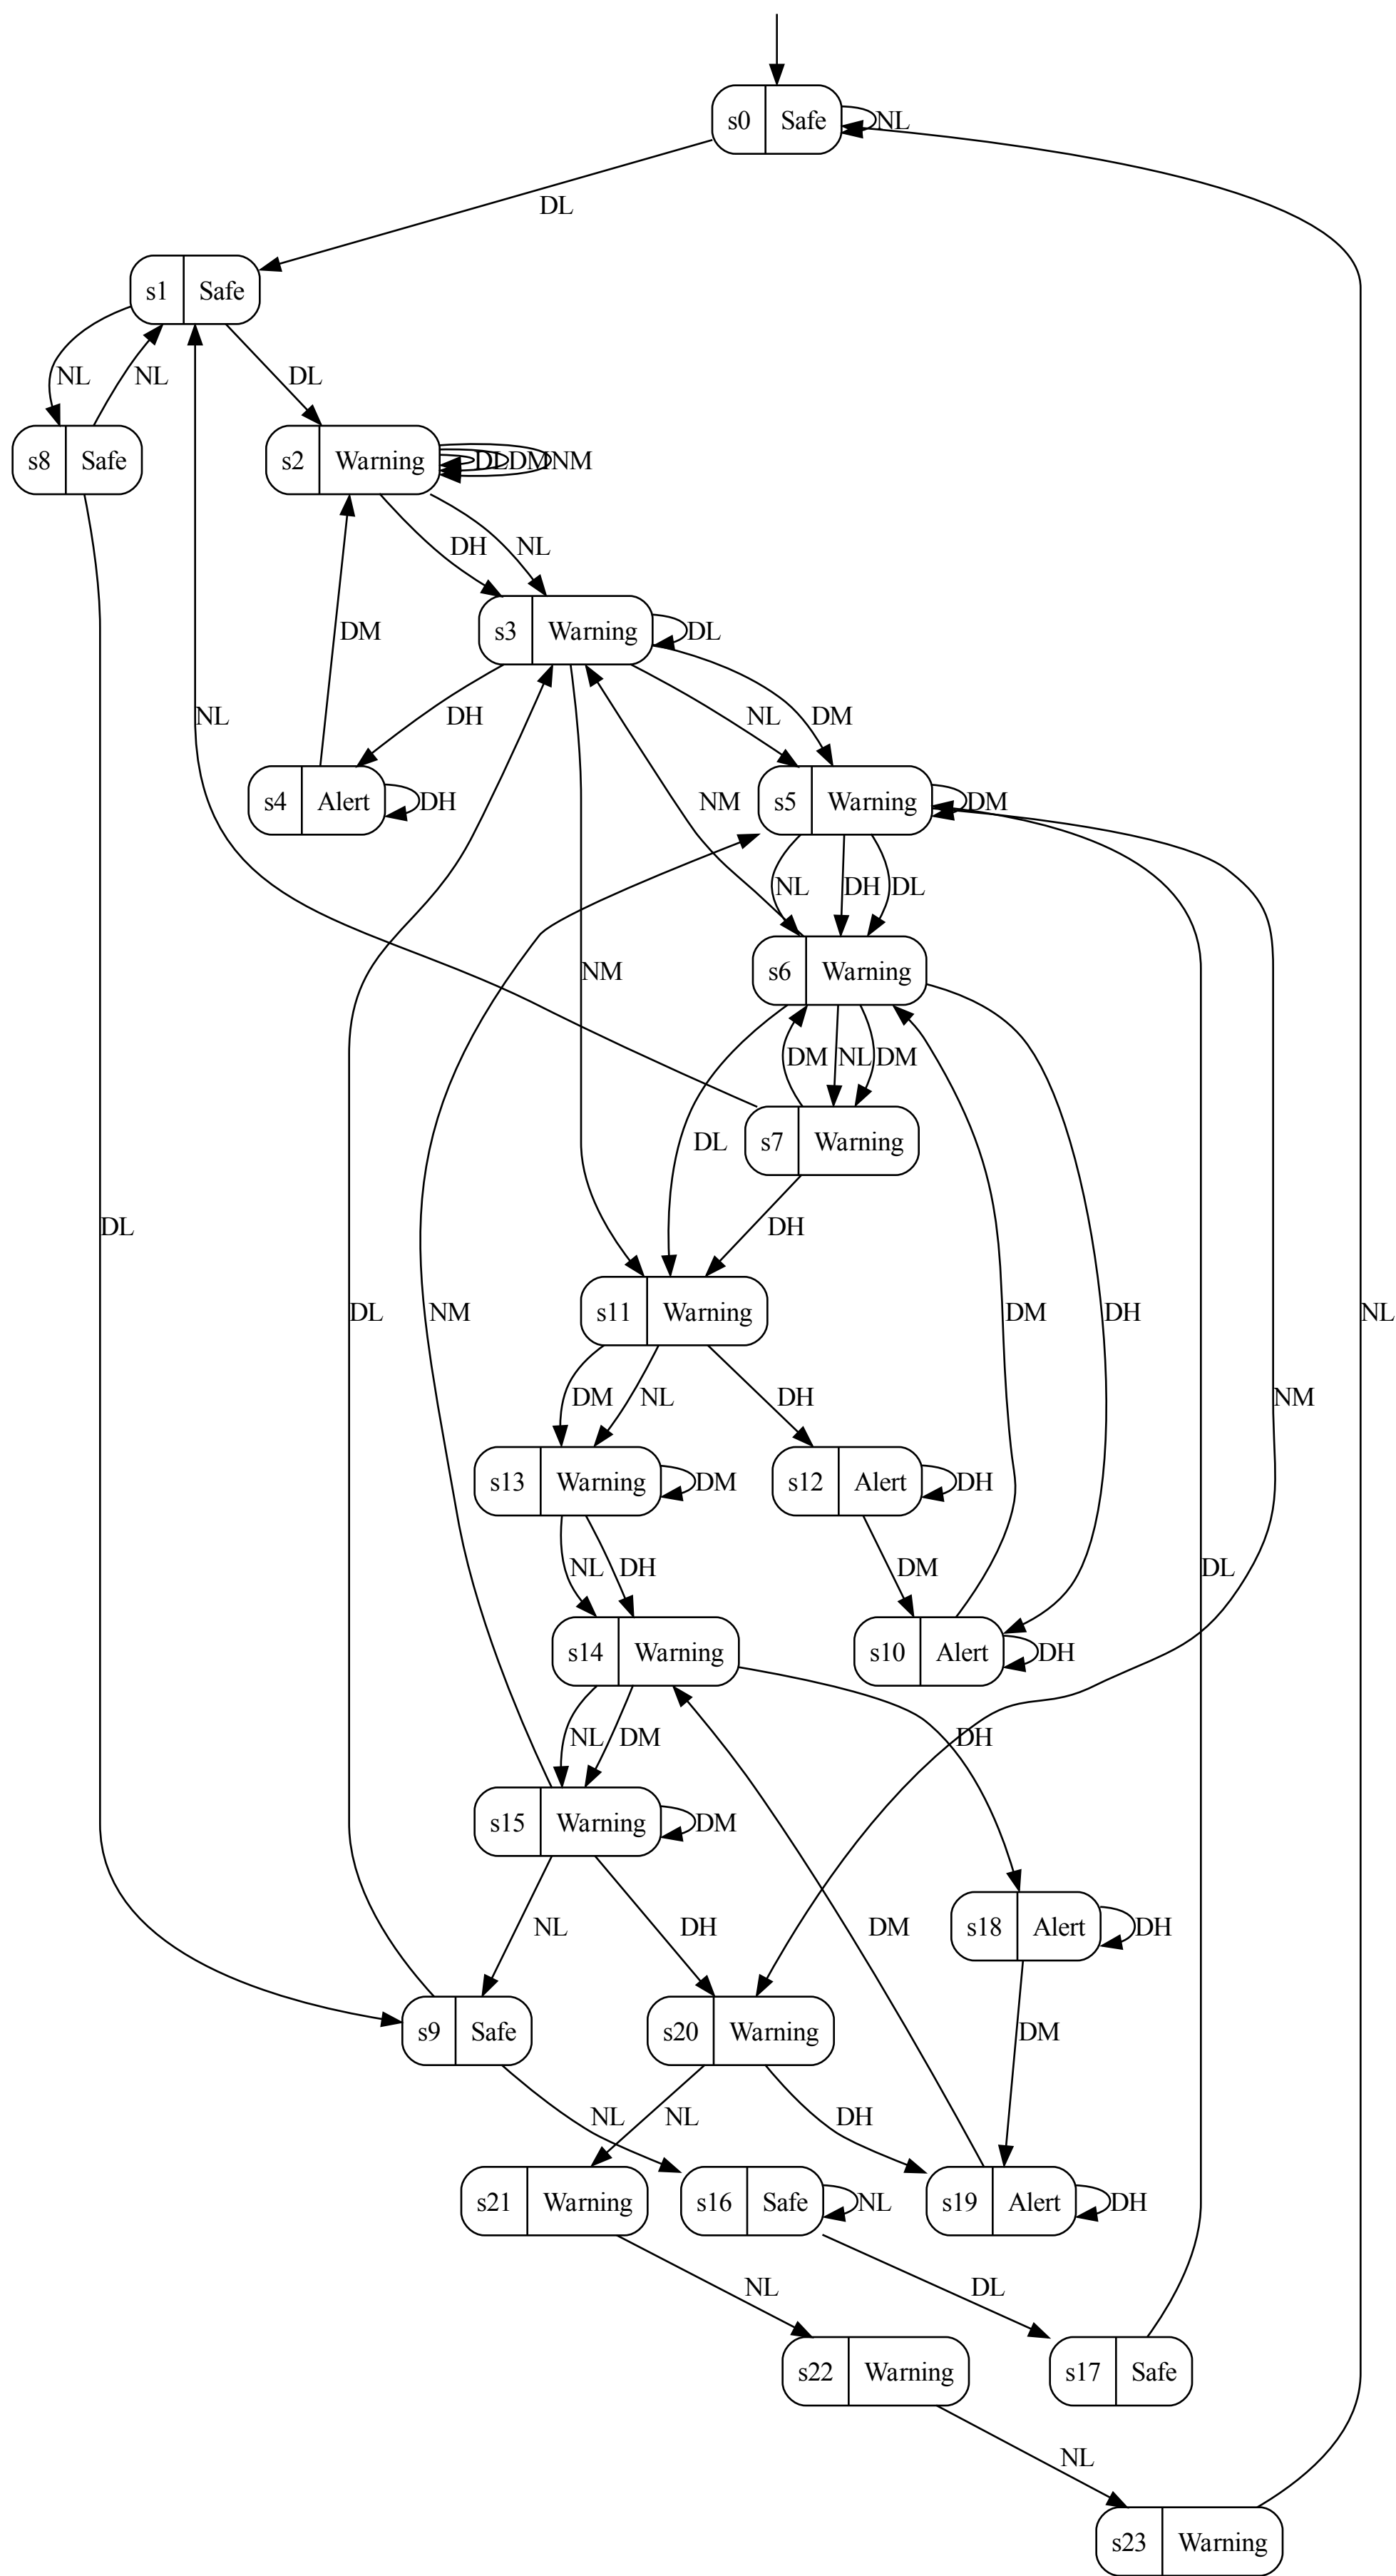 s0 Safe NL
DL
s1 Safe
NL NL DL
s8 Safe s2 Warning DL DM NM
DH NL
s3 Warning DL
DM
NL DH NL DM
s4 Alert DH NM s5 Warning DM
NL DH DL
NM s6 Warning
DM NL DM
DL s7 Warning
DL DH
s11 Warning
DL NM DM DH NL
DM NL DH
s13 Warning DM s12 Alert DH
NL DH DM DL NM
s14 Warning s10 Alert DH
NL DM DH
s15 Warning DM
NL DH DM s18 Alert DH
s9 Safe s20 Warning DM
NL NL DH
s21 Warning s16 Safe NL s19 Alert DH
NL DL
s22 Warning s17 Safe
NL
s23 Warning